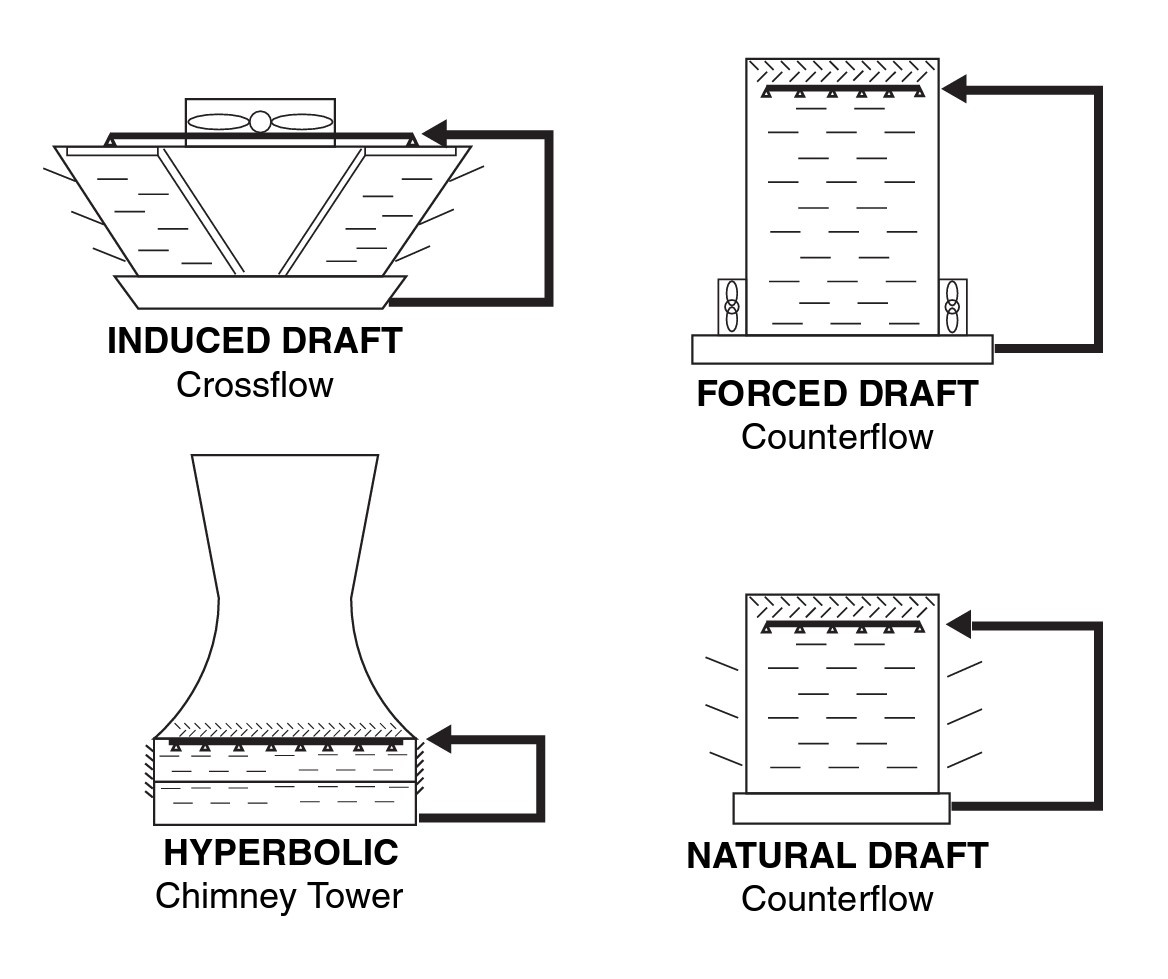 INDUCED DRAFT
Crossflow
FORCED DRAFT
Counterflow
HYPERBOLIC
Chimney Tower
NATURAL DRAFT
Counterflow